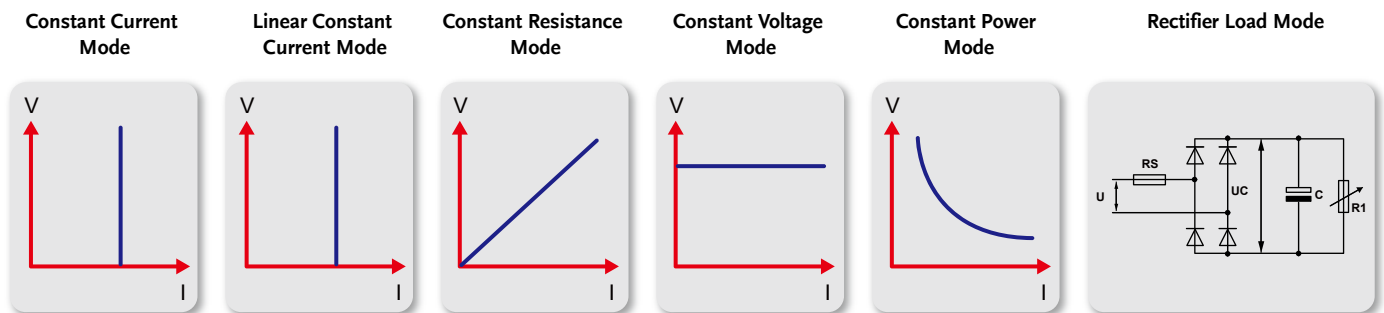 Constant Current
Mode
Linear Constant
Current Mode
Constant Resistance
Mode
Constant Voltage
Mode
Constant Power
Mode
Rectifier Load Mode
V
I
V
I
V
I
V
I
V
I
RS
U
UC
C
R1